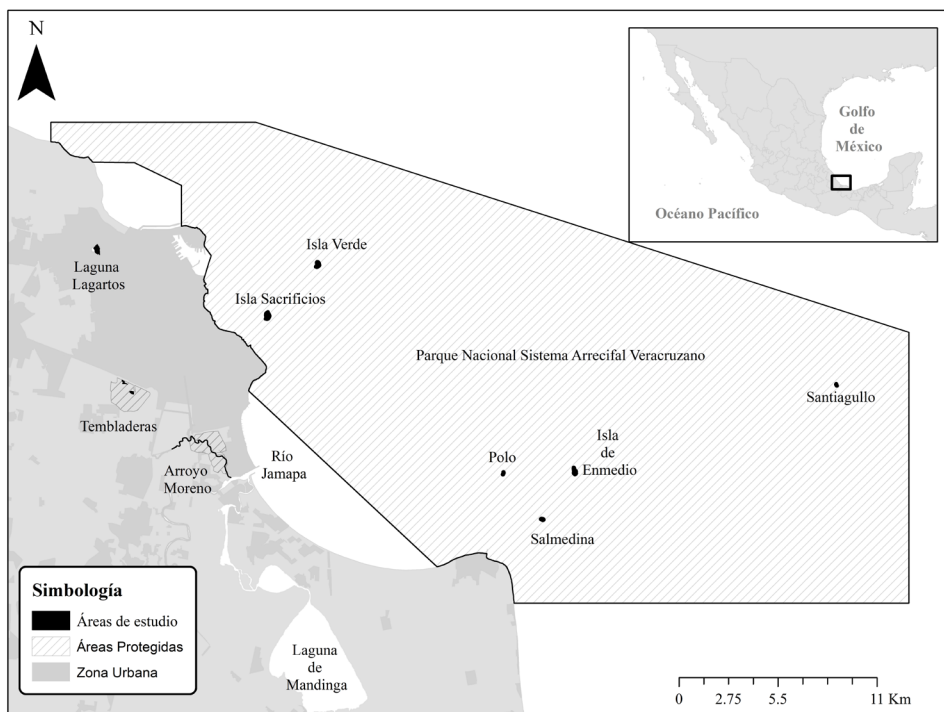 N
Golfo
de
México
Océano Pacífico
Isla Verde
Laguna
Lagartos
Isla Sacrificios
Parque Nacional Sistema Arrecifal Veracruzano
Santiagullo
Tembladeras
Isla
de
Enmedio
Polo
Río
Jamapa
Arroyo
Moreno
Salmedina
Simbología
Áreas de estudio
Áreas Protegidas
Zona Urbana
Laguna
de
Mandinga
0 2.75 5.5 11 Km